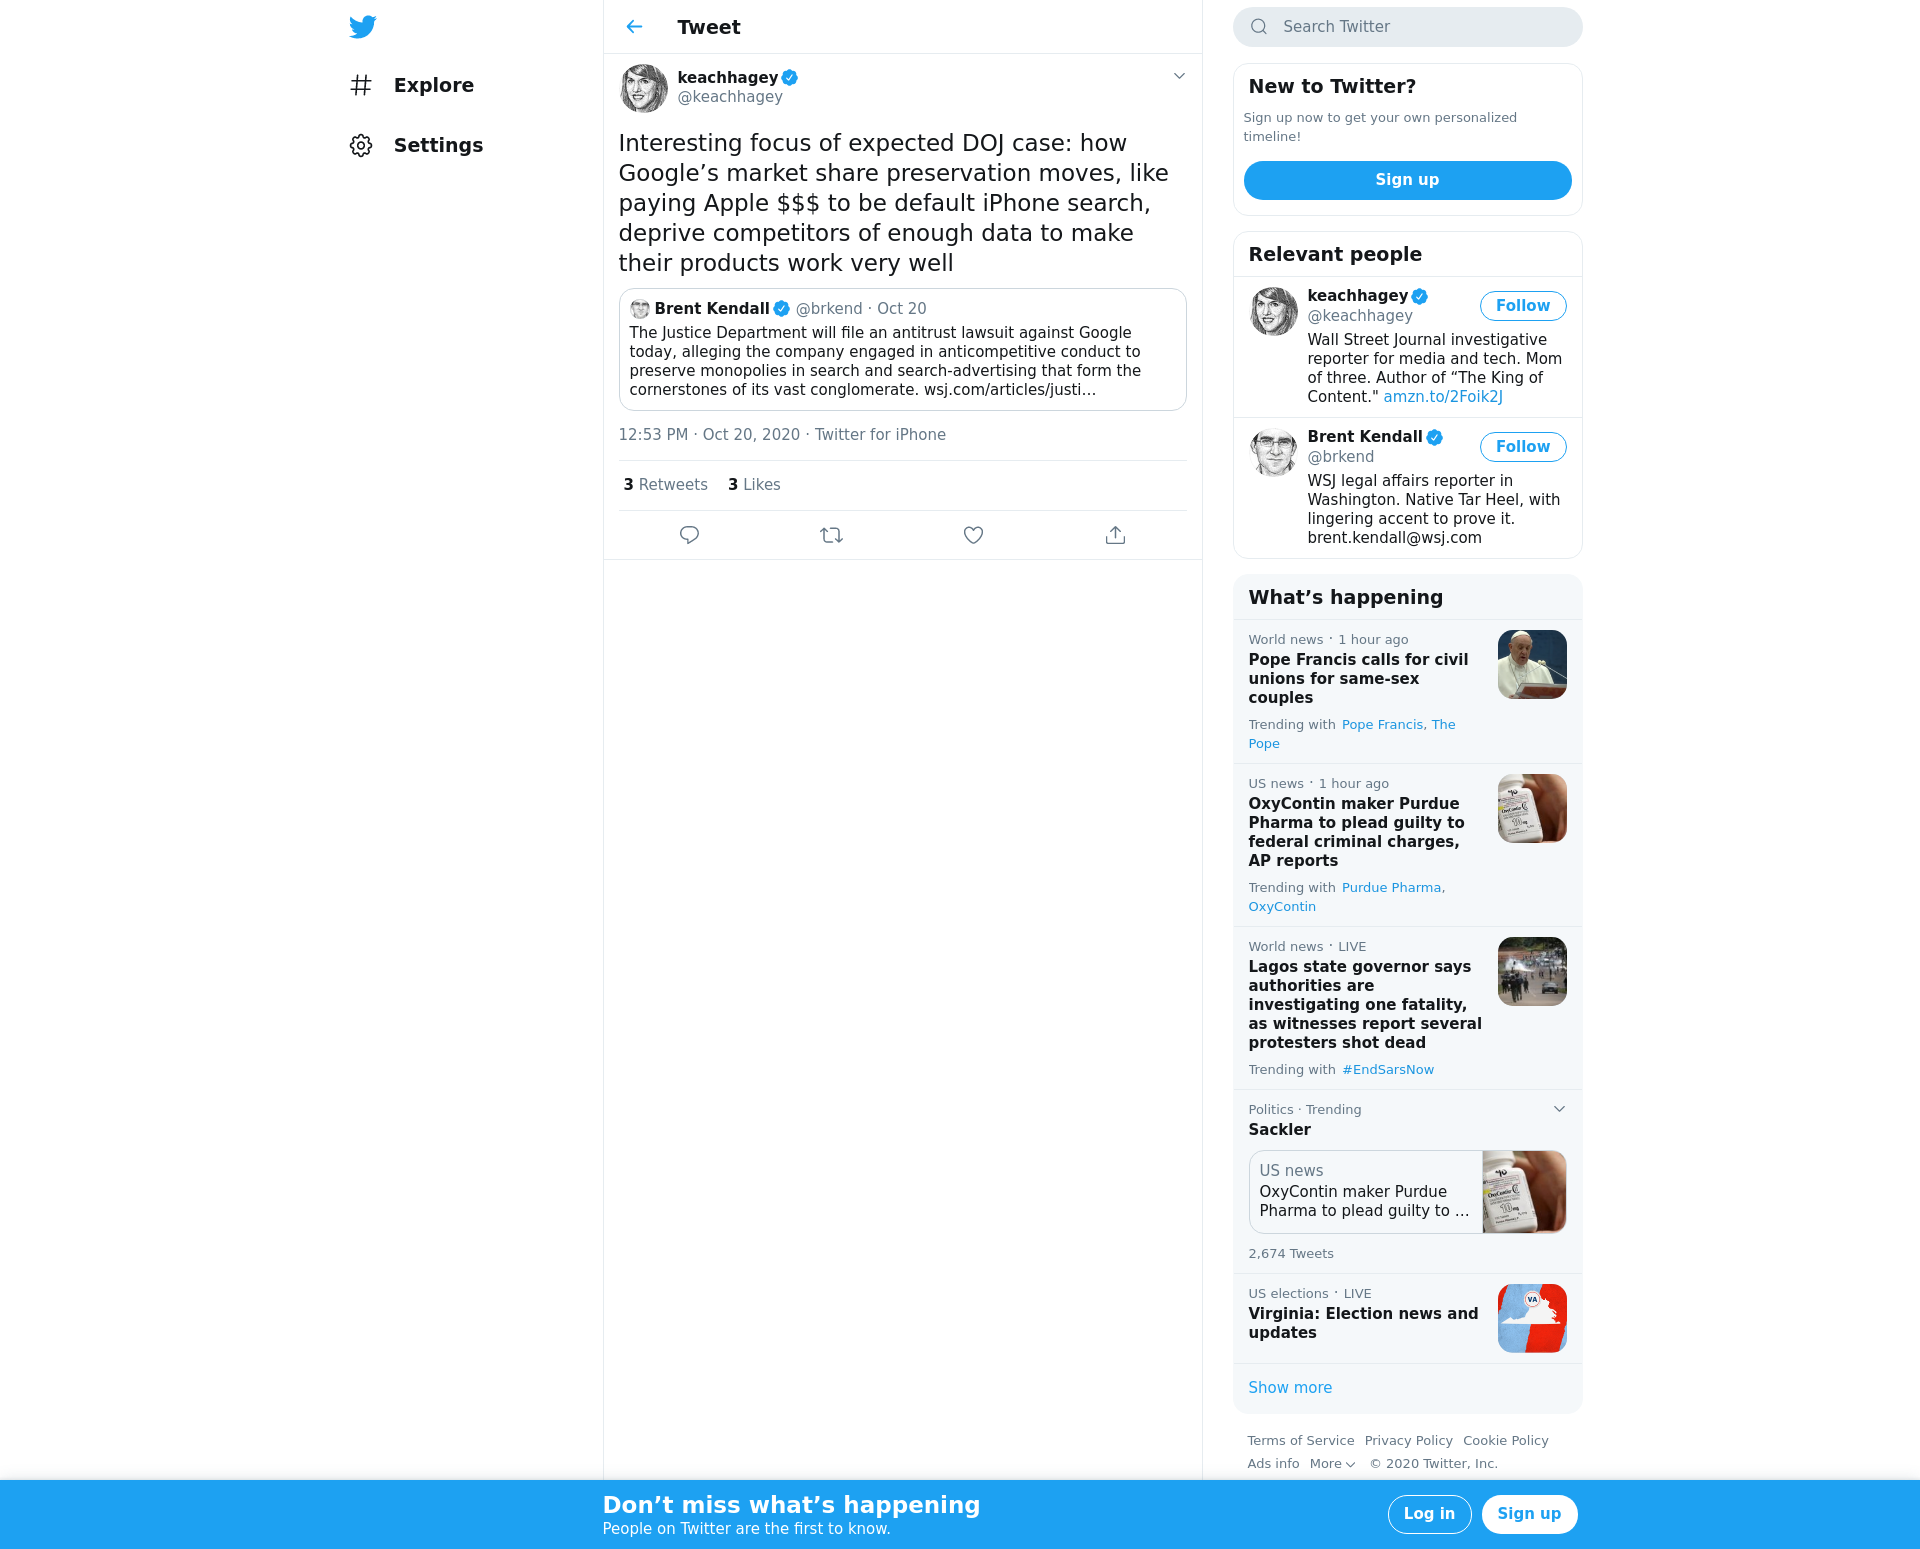 Explore
Settings
Tweet
keachhagey
@keachhagey
Interesting focus of expected DOJ case: how
Google’s market share preservation moves, like
paying Apple $$$ to be default iPhone search,
deprive competitors of enough data to make
their products work very well
Brent Kendall @brkend · Oct 20
The Justice Department will file an antitrust lawsuit against Google
today, alleging the company engaged in anticompetitive conduct to
preserve monopolies in search and search-advertising that form the
cornerstones of its vast conglomerate. wsj.com/articles/justi…
12:53 PM · Oct 20, 2020 · Twitter for iPhone
3 Retweets 3 Likes
Search Twitter
New to Twitter?
Sign up now to get your own personalized
timeline!
Sign up
Relevant people
keachhagey
@keachhagey
Follow
Wall Street Journal investigative
reporter for media and tech. Mom
of three. Author of “The King of
Content." amzn.to/2Foik2J
Brent Kendall
@brkend
Follow
WSJ legal affairs reporter in
Washington. Native Tar Heel, with
lingering accent to prove it.
brent.kendall@wsj.com
What’s happening
World news · 1 hour ago
Pope Francis calls for civil
unions for same-sex
couples
Trending with Pope Francis, The
Pope
US news · 1 hour ago
OxyContin maker Purdue
Pharma to plead guilty to
federal criminal charges,
AP reports
Trending with Purdue Pharma,
OxyContin
World news · LIVE
Lagos state governor says
authorities are
investigating one fatality,
as witnesses report several
protesters shot dead
Trending with #EndSarsNow
Politics · Trending
Sackler
US news
OxyContin maker Purdue
Pharma to plead guilty to …
2,674 Tweets
US elections · LIVE
Virginia: Election news and
updates
VA
Show more
Terms of Service Privacy Policy Cookie Policy
Ads info More © 2020 Twitter, Inc.
Don’t miss what’s happening
People on Twitter are the first to know.
Log in
Sign up